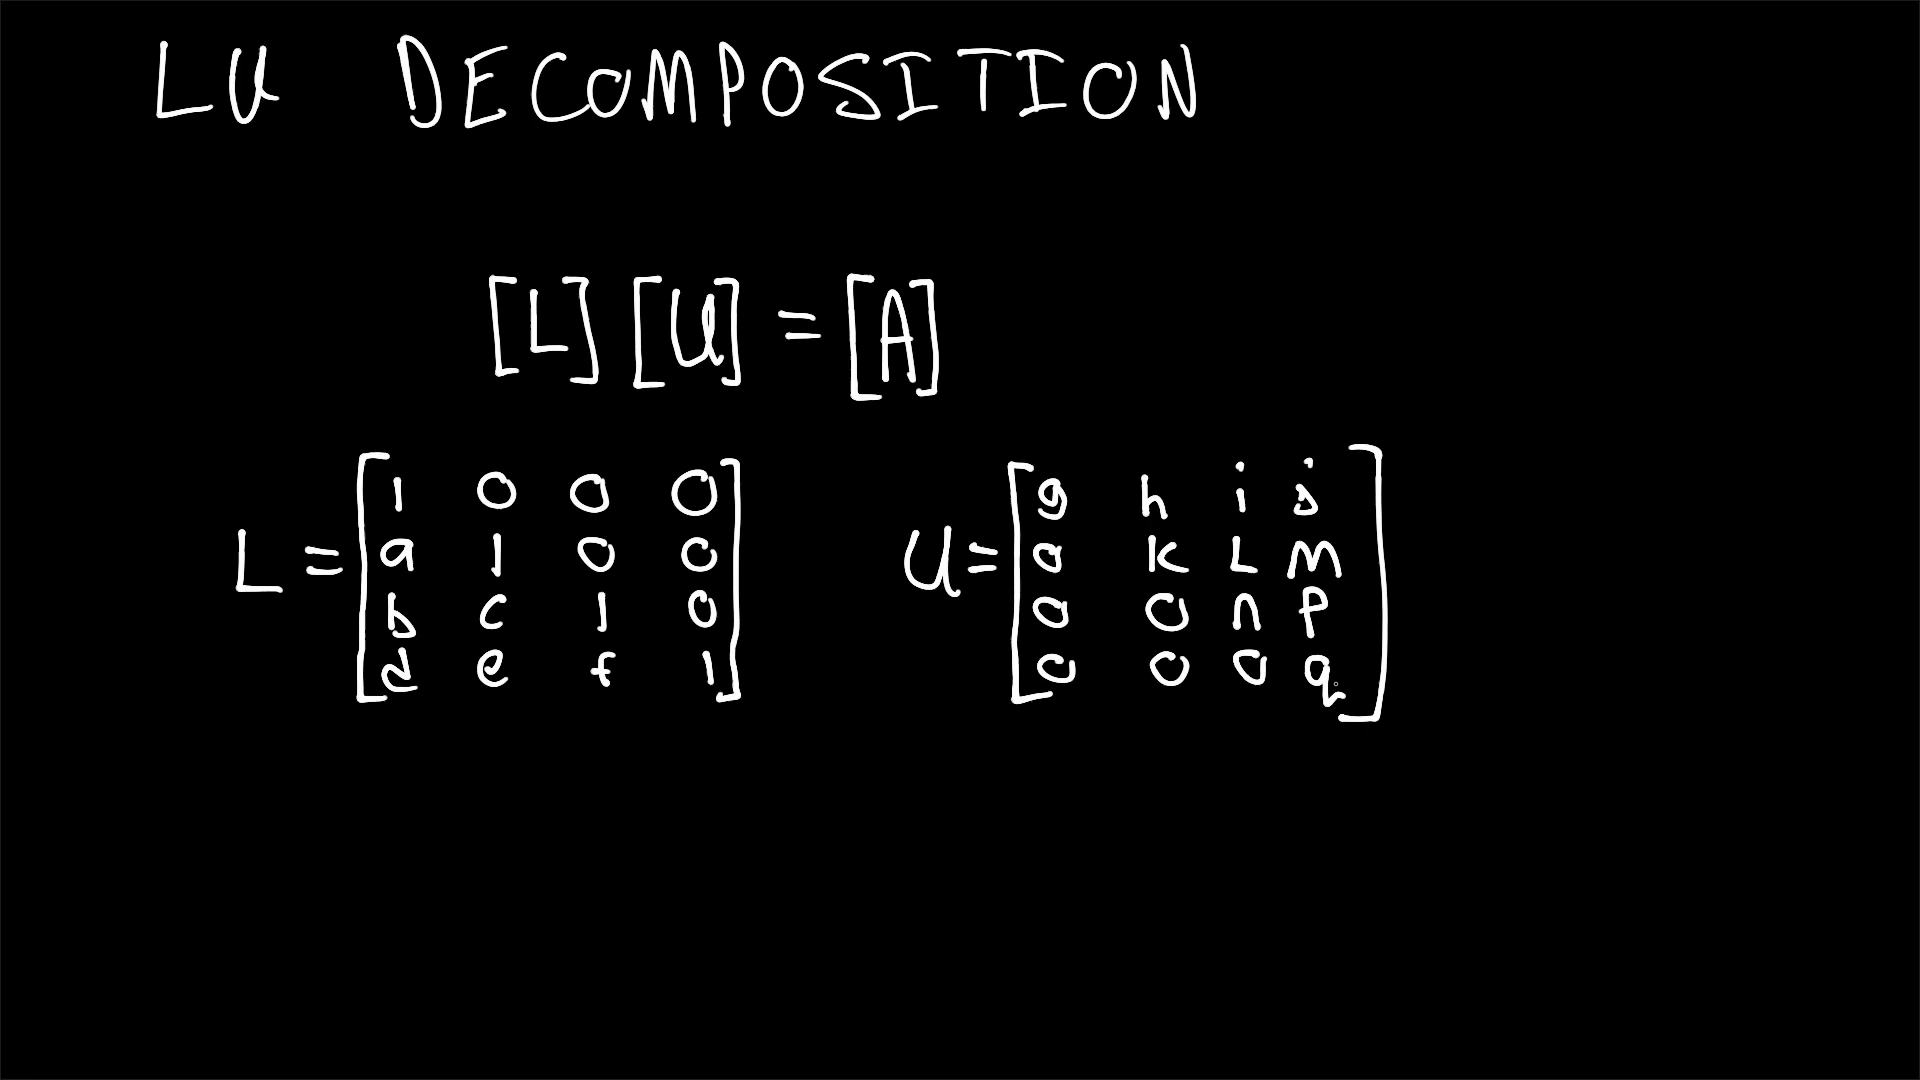 LU DECOMPOSITION
[L] [U] = [A]
L = [1 0 0 0
a 1 0 0
b c 1 0
d e f 1]
U = [g h i j
0 k L m
0 0 n p
0 0 0 q]